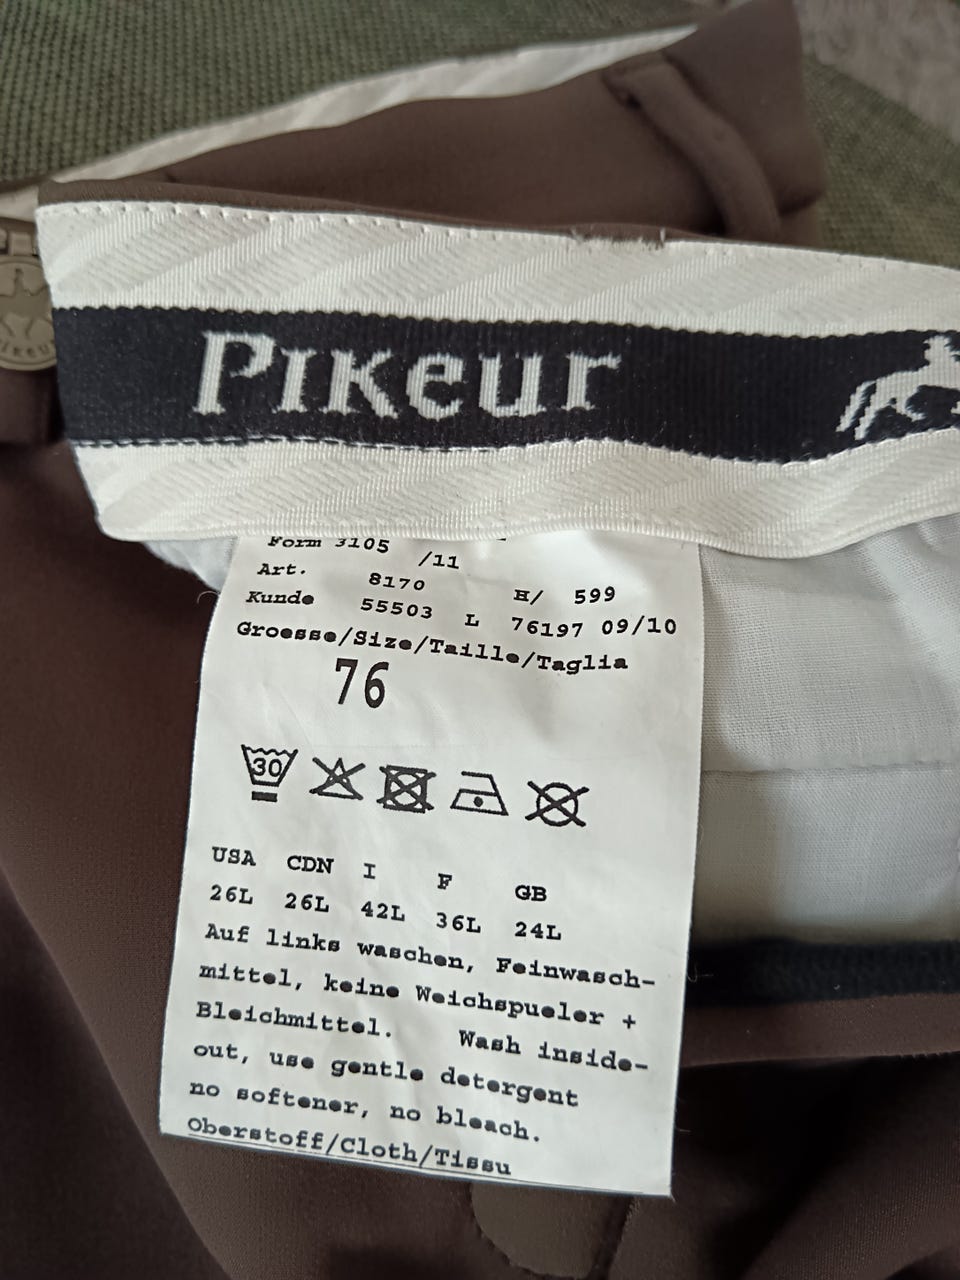 Pikeur
Pikeur
Form 3105 /11
Art. 8170 H/ 599
Kunde 55503 L 76197 09/10
Groesse/Size/Taille/Taglia
76
30
USA CDN I F GB
26L 26L 42L 36L 24L
Auf links waschen, Feinwasch-
mittel, keine Weichspueler +
Bleichmittel. Wash inside-
out, use gentle detergent
no softener, no bleach.
Oberstoff/Cloth/Tissu